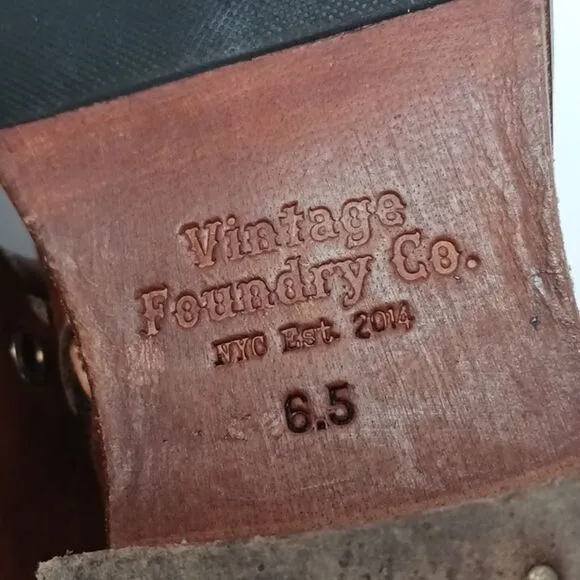 Vintage
Foundry Co.
NYC Est 2014
6.5